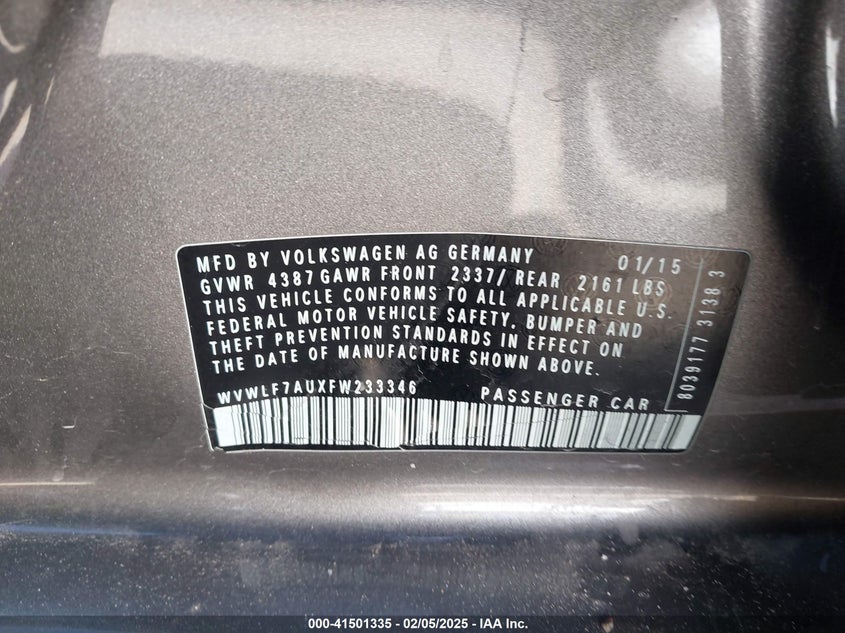 MFD BY VOLKSWAGEN AG GERMANY 01/15
GVWR 4387 GAWR FRONT 2337/ REAR 2161 LBS
THIS VEHICLE CONFORMS TO ALL APPLICABLE U.S.
FEDERAL MOTOR VEHICLE SAFETY, BUMPER AND
THEFT PREVENTION STANDARDS IN EFFECT ON
THE DATE OF MANUFACTURE SHOWN ABOVE.
WVWLF7AUXFW233346 PASSENGER CAR
8039177 3138 3
000-41501335 - 02/05/2025 - IAA Inc.